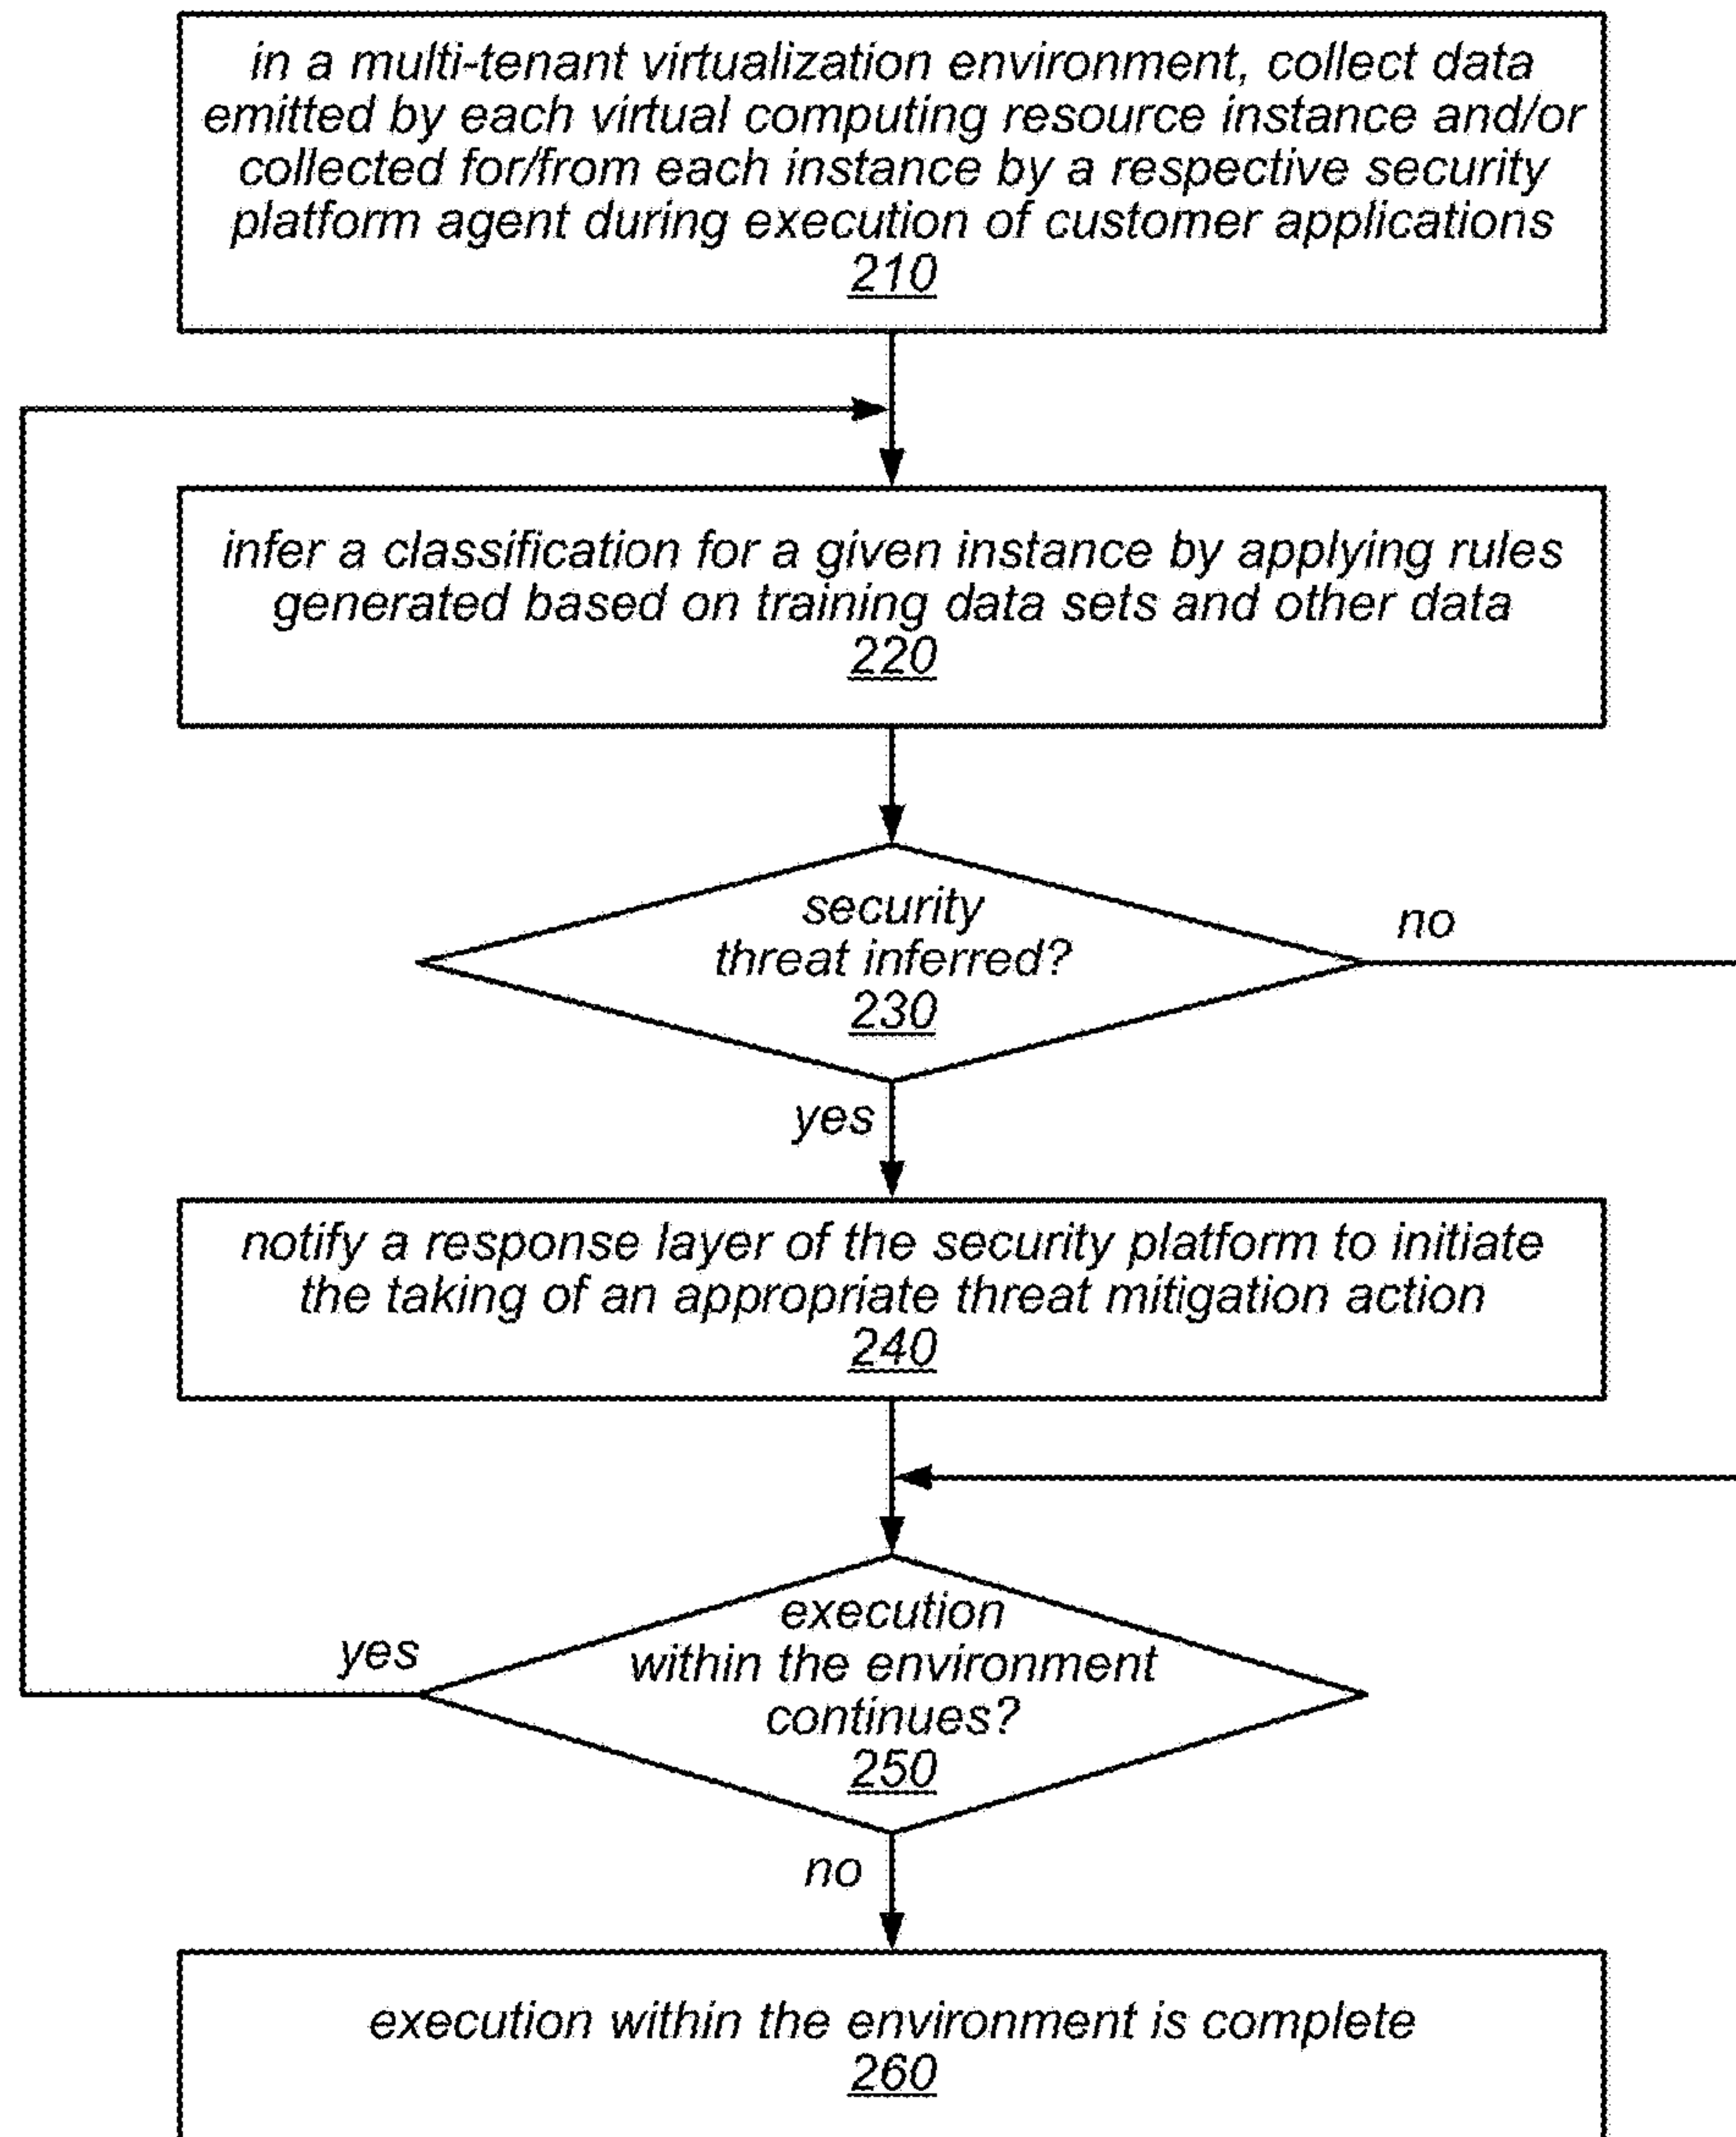 in a multi-tenant virtualization environment, collect data
emitted by each virtual computing resource instance and/or
collected for/from each instance by a respective security
platform agent during execution of customer applications
210
infer a classification for a given instance by applying rules
generated based on training data sets and other data
220
security
threat inferred?
230
no
yes
notify a response layer of the security platform to initiate
the taking of an appropriate threat mitigation action
240
execution
within the environment
continues?
250
yes
no
execution within the environment is complete
260